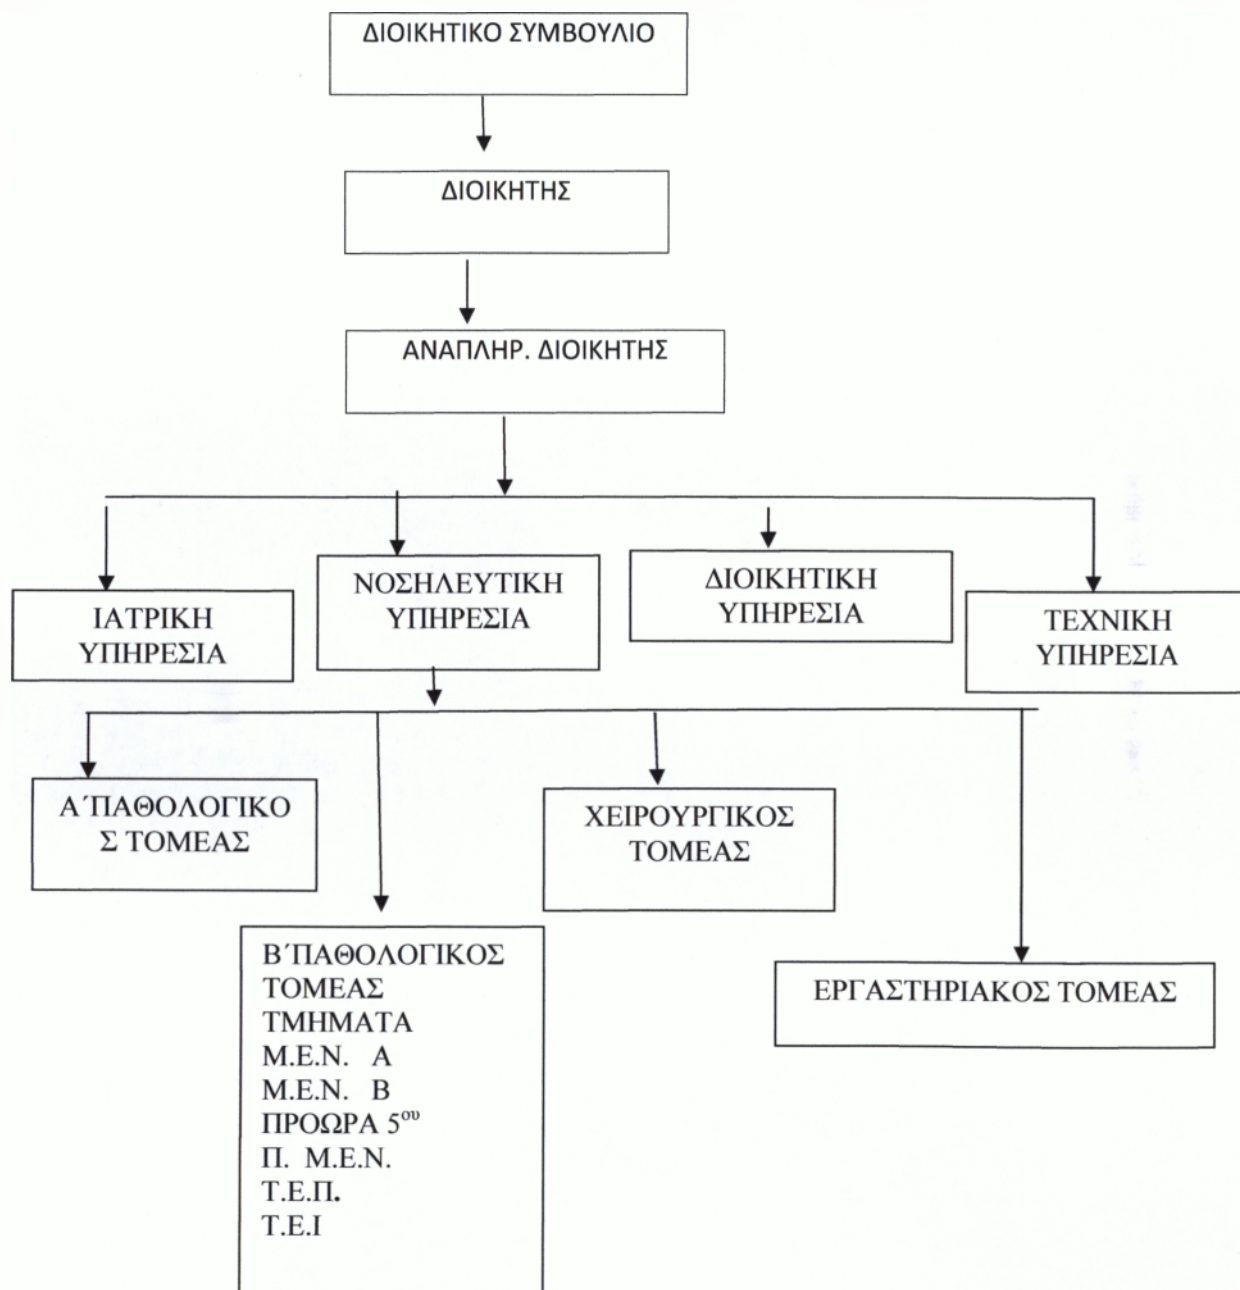 ΔΙΟΙΚΗΤΙΚΟ ΣΥΜΒΟΥΛΙΟ
ΔΙΟΙΚΗΤΗΣ
ΑΝΑΠΛΗΡ. ΔΙΟΙΚΗΤΗΣ
ΙΑΤΡΙΚΗ
ΥΠΗΡΕΣΙΑ
ΝΟΣΗΛΕΥΤΙΚΗ
ΥΠΗΡΕΣΙΑ
ΔΙΟΙΚΗΤΙΚΗ
ΥΠΗΡΕΣΙΑ
ΤΕΧΝΙΚΗ
ΥΠΗΡΕΣΙΑ
Α΄ΠΑΘΟΛΟΓΙΚΟ
Σ ΤΟΜΕΑΣ
Β΄ΠΑΘΟΛΟΓΙΚΟΣ
ΤΟΜΕΑΣ
ΤΜΗΜΑΤΑ
Μ.Ε.Ν. Α
Μ.Ε.Ν. Β
ΠΡΟΩΡΑ 5ου
Π. Μ.Ε.Ν.
Τ.Ε.Π.
Τ.Ε.Ι
ΧΕΙΡΟΥΡΓΙΚΟΣ
ΤΟΜΕΑΣ
ΕΡΓΑΣΤΗΡΙΑΚΟΣ ΤΟΜΕΑΣ